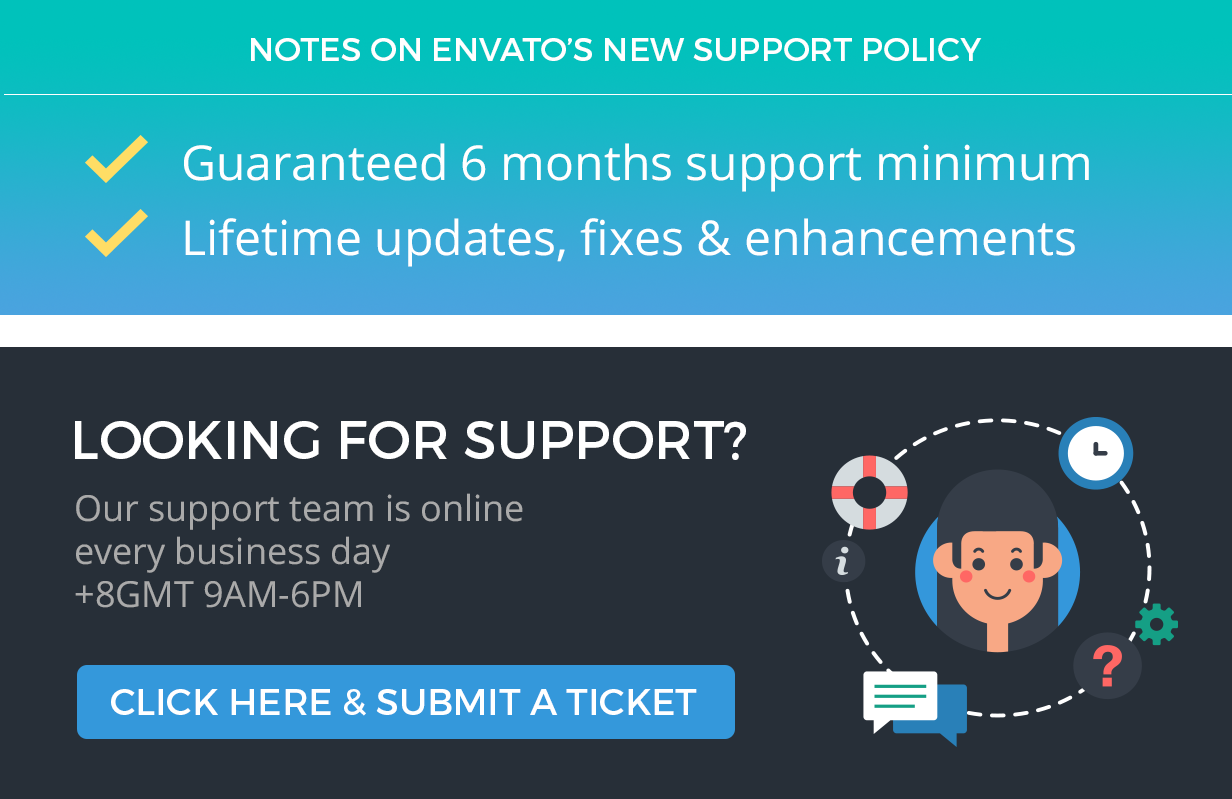 NOTES ON ENVATO’S NEW SUPPORT POLICY
Guaranteed 6 months support minimum
Lifetime updates, fixes & enhancements
LOOKING FOR SUPPORT?
Our support team is online
every business day
+8GMT 9AM-6PM
CLICK HERE & SUBMIT A TICKET
i
?